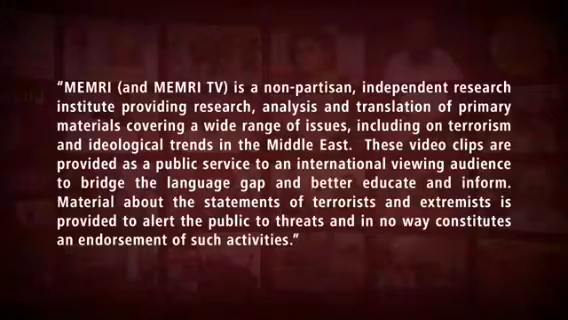 “MEMRI (and MEMRI TV) is a non-partisan, independent research
institute providing research, analysis and translation of primary
materials covering a wide range of issues, including on terrorism
and ideological trends in the Middle East. These video clips are
provided as a public service to an international viewing audience
to bridge the language gap and better educate and inform.
Material about the statements of terrorists and extremists is
provided to alert the public to threats and in no way constitutes
an endorsement of such activities.”